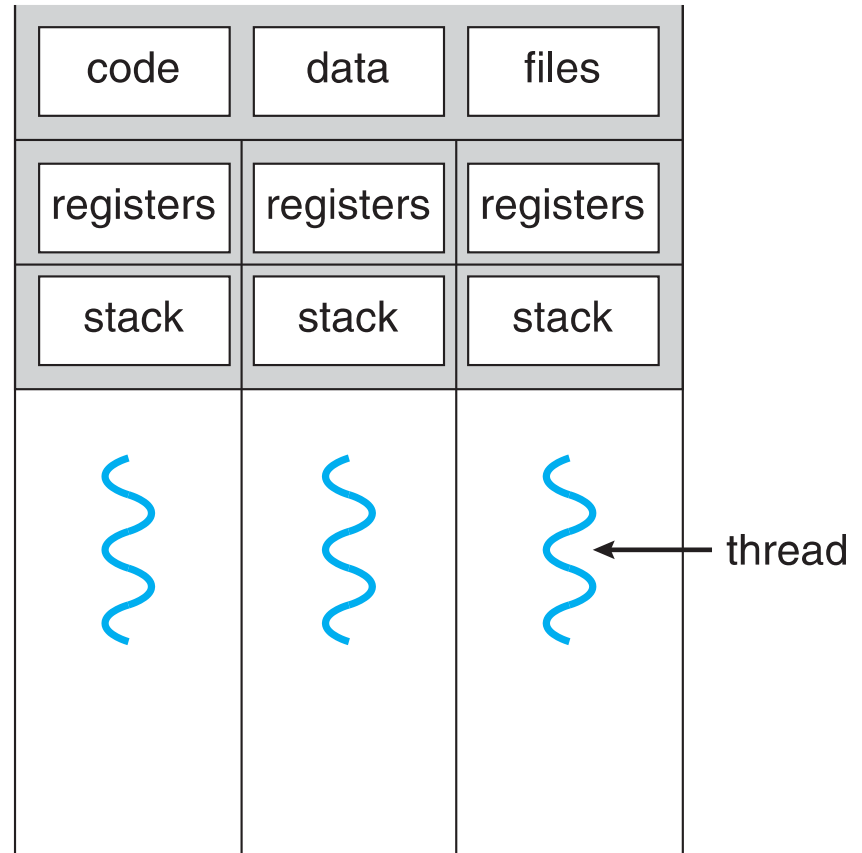 code data files
registers registers registers
stack stack stack
thread